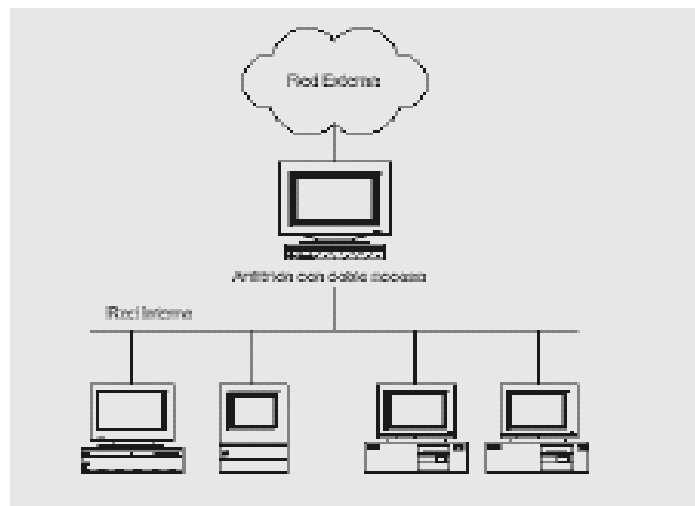 Red Externa
Anfitrión con doble acceso
Red Interna